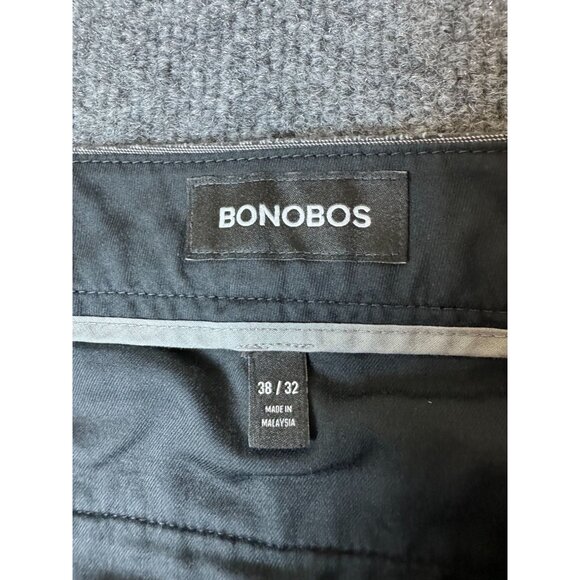 BONOBOS
38 / 32
MADE IN
MALAYSIA